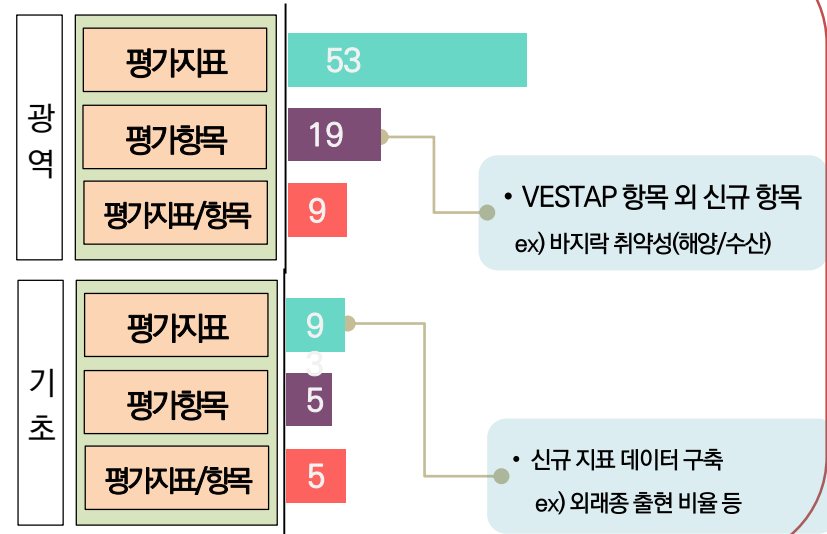 광역
평가지표
53
평가항목
19
평가지표/항목
9
• VESTAP 항목 외 신규 항목
ex) 바지락 취약성(해양/수산)
기초
평가지표
93
평가항목
5
평가지표/항목
5
• 신규 지표 데이터 구축
ex) 외래종 출현 비율 등